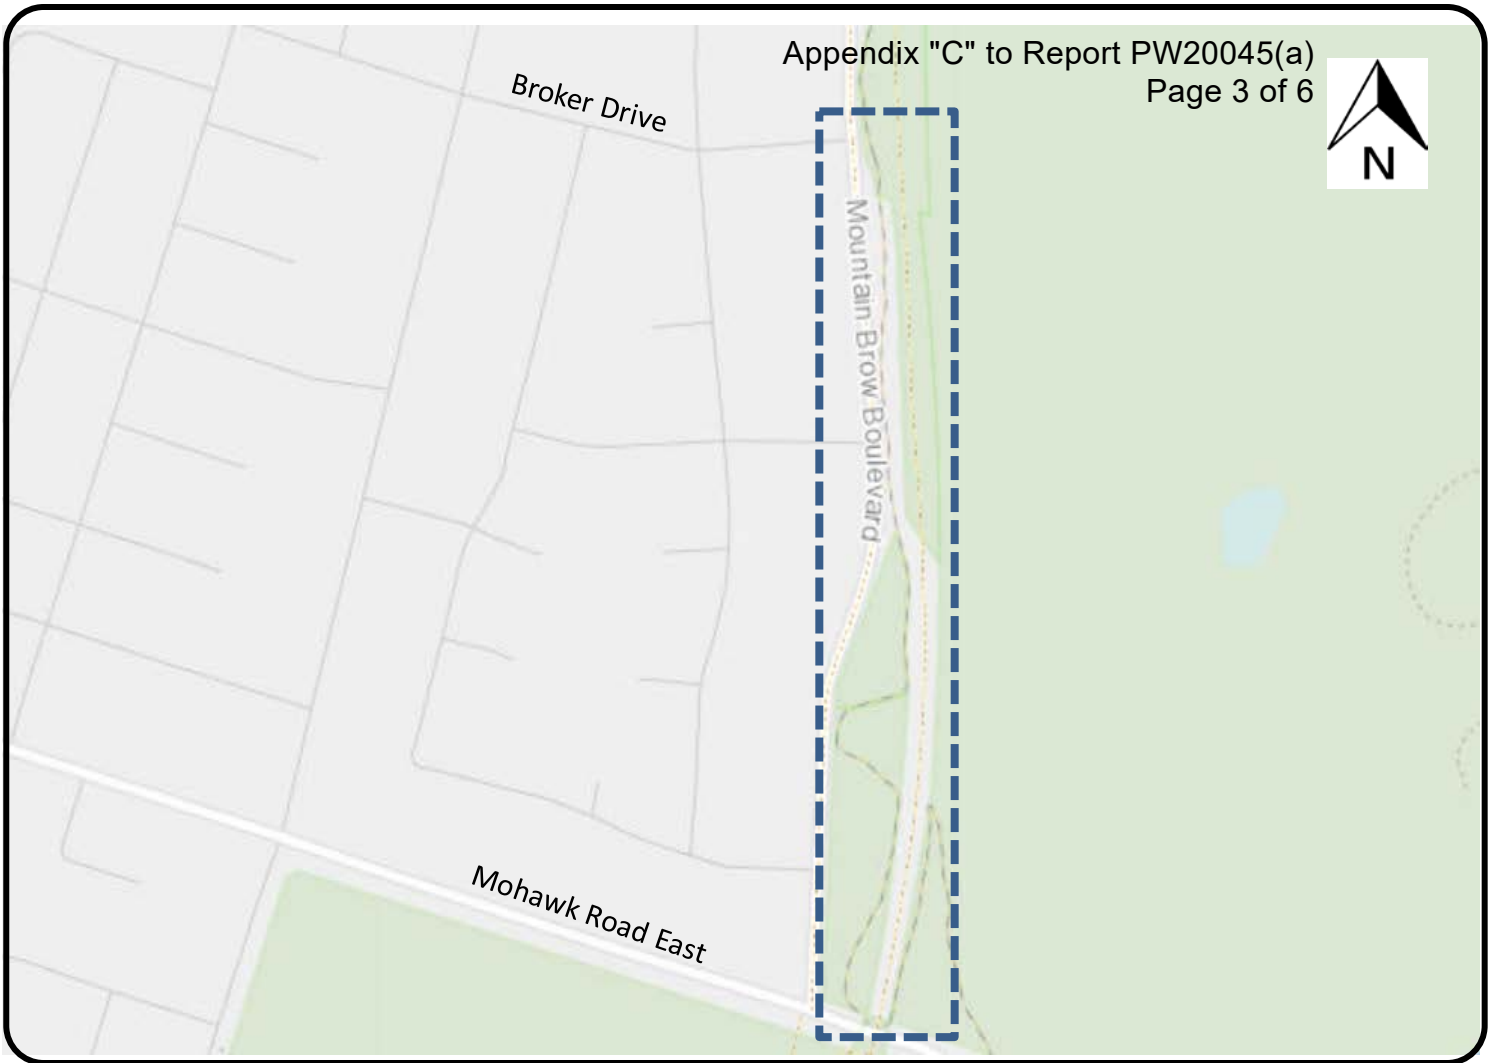 Appendix "C" to Report PW20045(a)
Page 3 of 6
N
Broker Drive
Mountain Brow Boulevard
Mohawk Road East